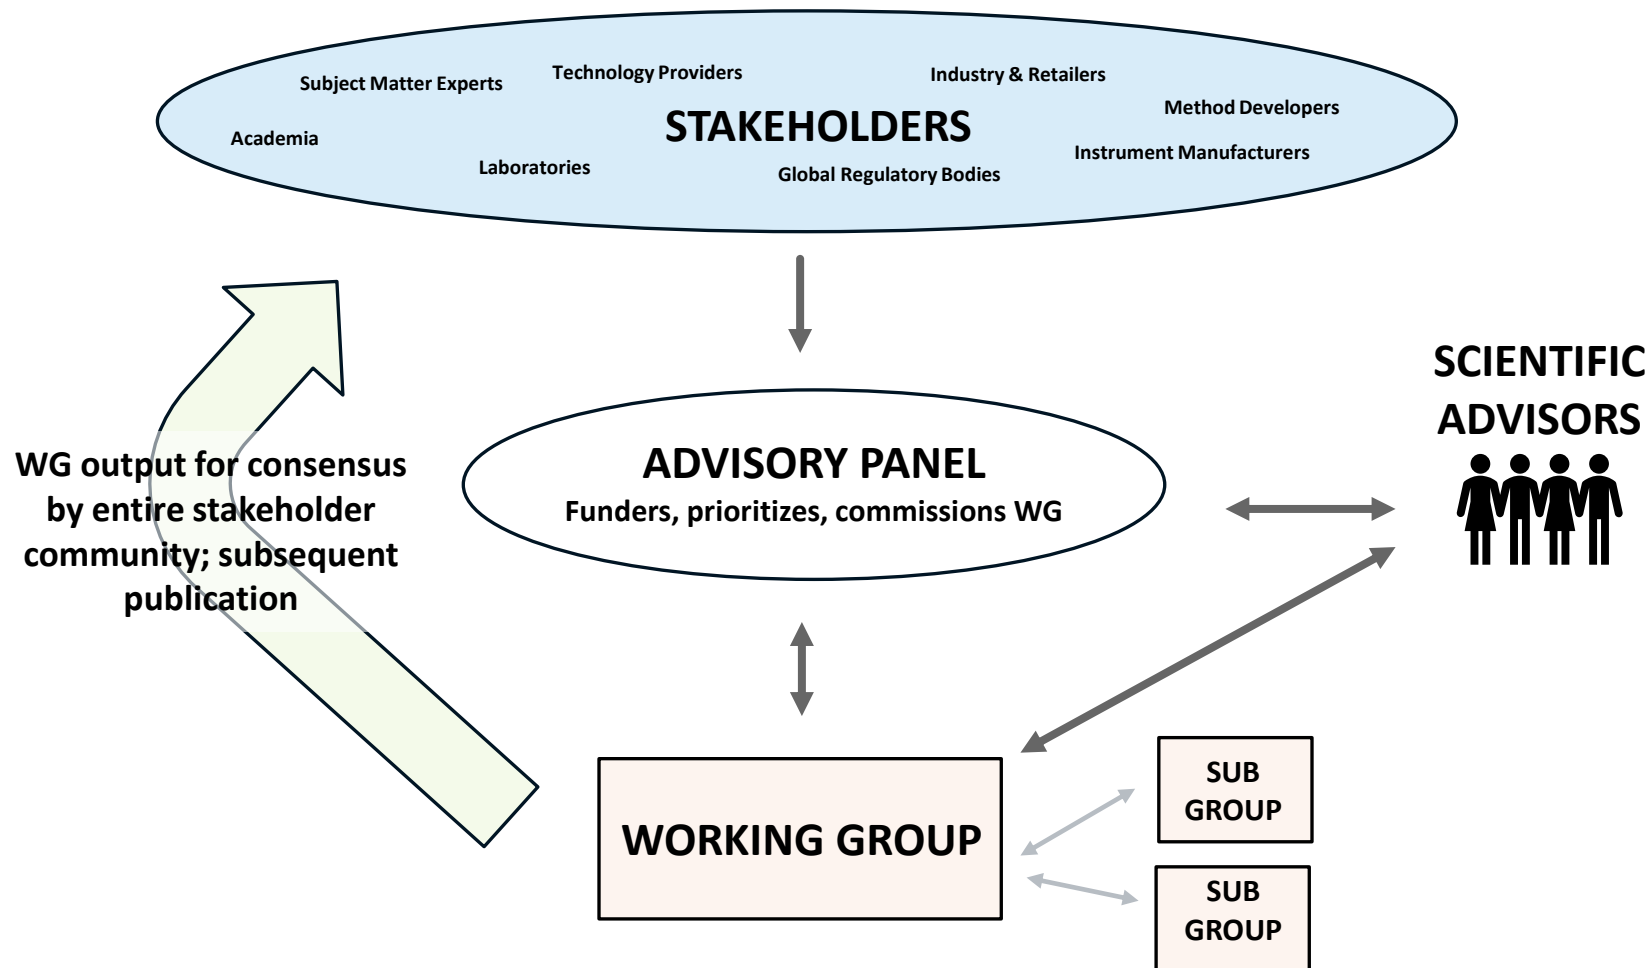 Subject Matter Experts
Technology Providers
Industry & Retailers
Method Developers
STAKEHOLDERS
Academia
Laboratories
Global Regulatory Bodies
Instrument Manufacturers
SCIENTIFIC
ADVISORS
ADVISORY PANEL
Funders, prioritizes, commissions WG
WG output for consensus
by entire stakeholder
community; subsequent
publication
WORKING GROUP
SUB
GROUP
SUB
GROUP